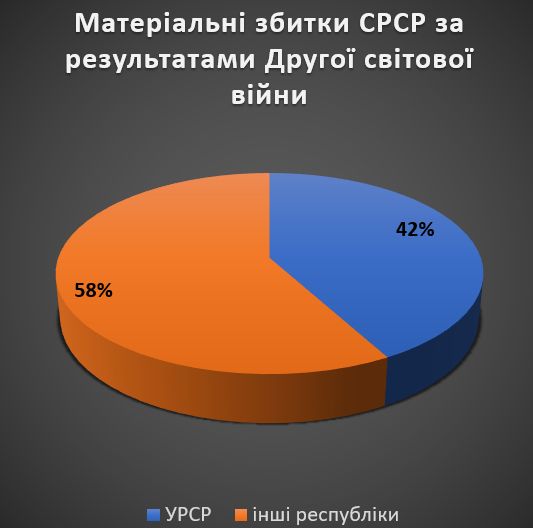 Матеріальні збитки СРСР за
результатами Другої світової
війни
42%
58%
УРСР
інші республіки